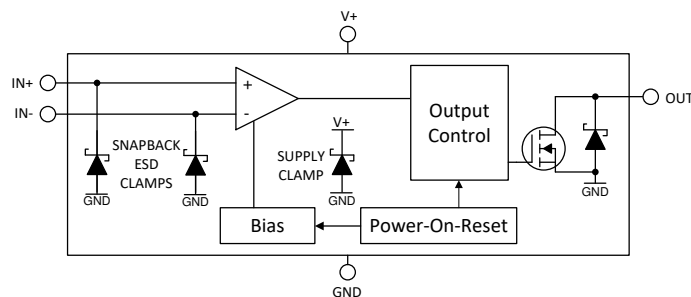 V+
IN+
IN-
+
-
SNAPBACK
ESD
CLAMPS
V+
SUPPLY
CLAMP
Output
Control
OUT
GND
GND
GND
GND
Bias
Power-On-Reset
GND